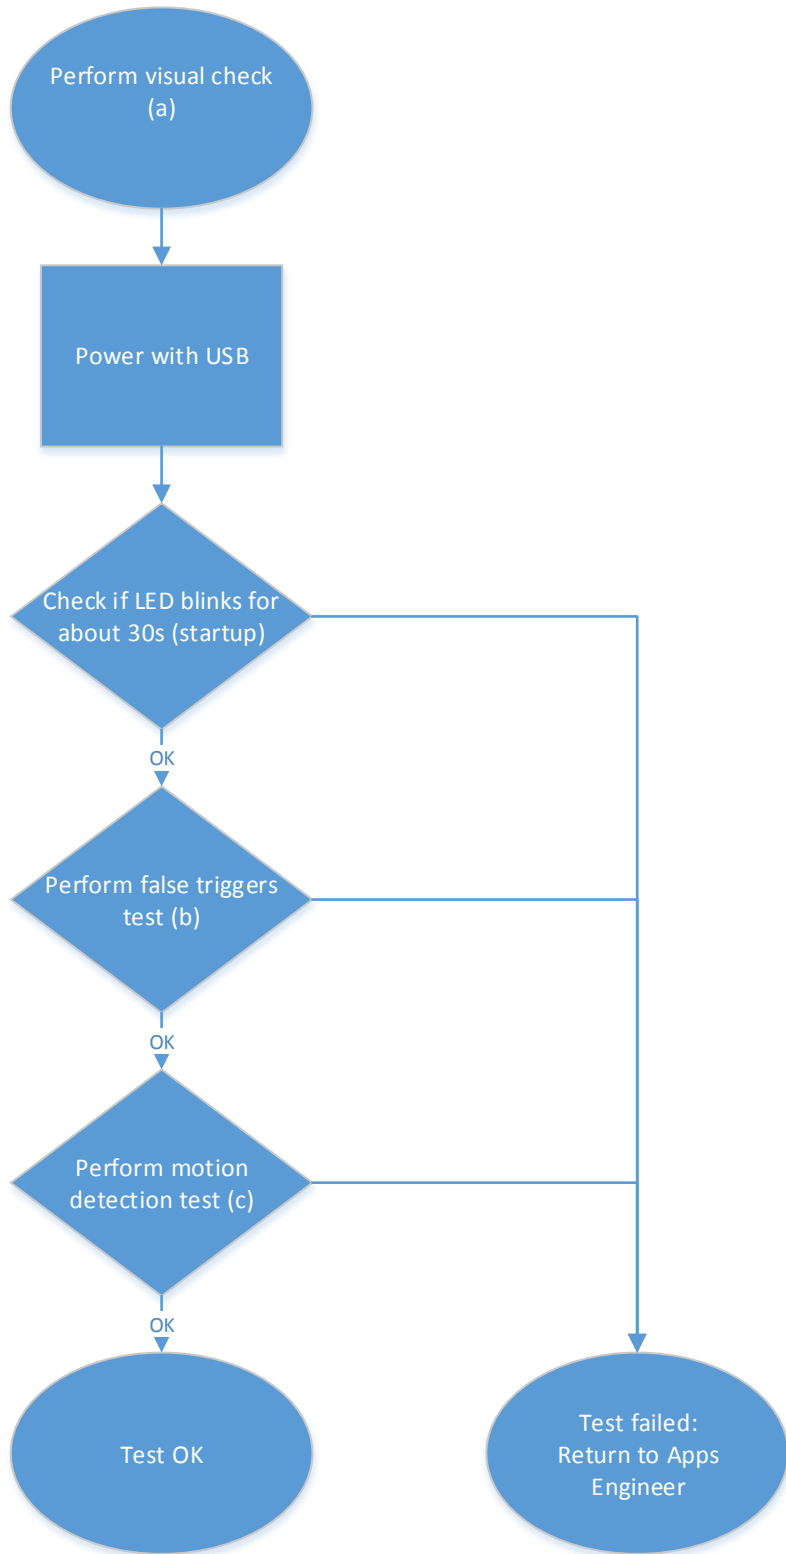 Perform visual check
(a)
Power with USB
Check if LED blinks for
about 30s (startup)
OK
Perform false triggers
test (b)
OK
Perform motion
detection test (c)
OK
Test OK
Test failed:
Return to Apps
Engineer